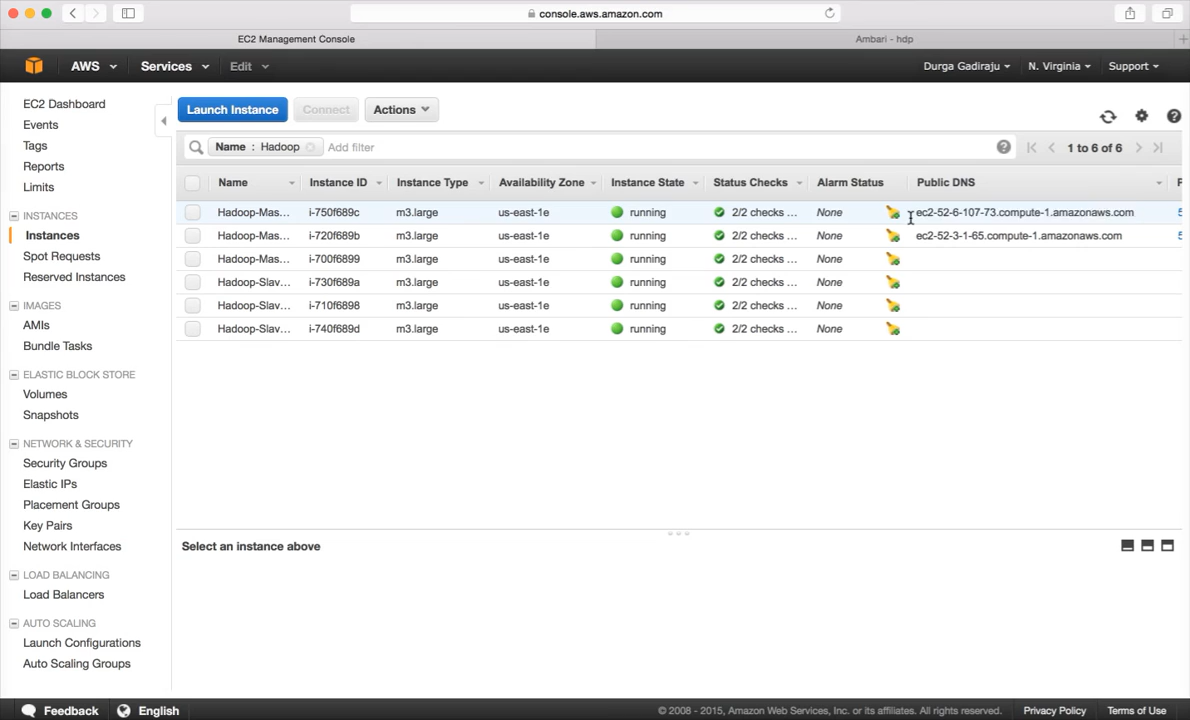 console.aws.amazon.com
EC2 Management Console
Ambari - hdp
AWS
Services
Edit
Durga Gadiraju
N. Virginia
Support
EC2 Dashboard
Events
Tags
Reports
Limits
INSTANCES
Instances
Spot Requests
Reserved Instances
IMAGES
AMIs
Bundle Tasks
ELASTIC BLOCK STORE
Volumes
Snapshots
NETWORK & SECURITY
Security Groups
Elastic IPs
Placement Groups
Key Pairs
Network Interfaces
LOAD BALANCING
Load Balancers
AUTO SCALING
Launch Configurations
Auto Scaling Groups
Launch Instance Connect Actions
Name : Hadoop Add filter
1 to 6 of 6
Name Instance ID Instance Type Availability Zone Instance State Status Checks Alarm Status Public DNS
Hadoop-Mas... i-750f689c m3.large us-east-1e running 2/2 checks ... None ec2-52-6-107-73.compute-1.amazonaws.com
Hadoop-Mas... i-720f689b m3.large us-east-1e running 2/2 checks ... None ec2-52-3-1-65.compute-1.amazonaws.com
Hadoop-Mas... i-700f6899 m3.large us-east-1e running 2/2 checks ... None
Hadoop-Slav... i-730f689a m3.large us-east-1e running 2/2 checks ... None
Hadoop-Slav... i-710f6898 m3.large us-east-1e running 2/2 checks ... None
Hadoop-Slav... i-740f689d m3.large us-east-1e running 2/2 checks ... None
Select an instance above
Feedback
English
© 2008 - 2015, Amazon Web Services, Inc. or its affiliates. All rights reserved.
Privacy Policy
Terms of Use